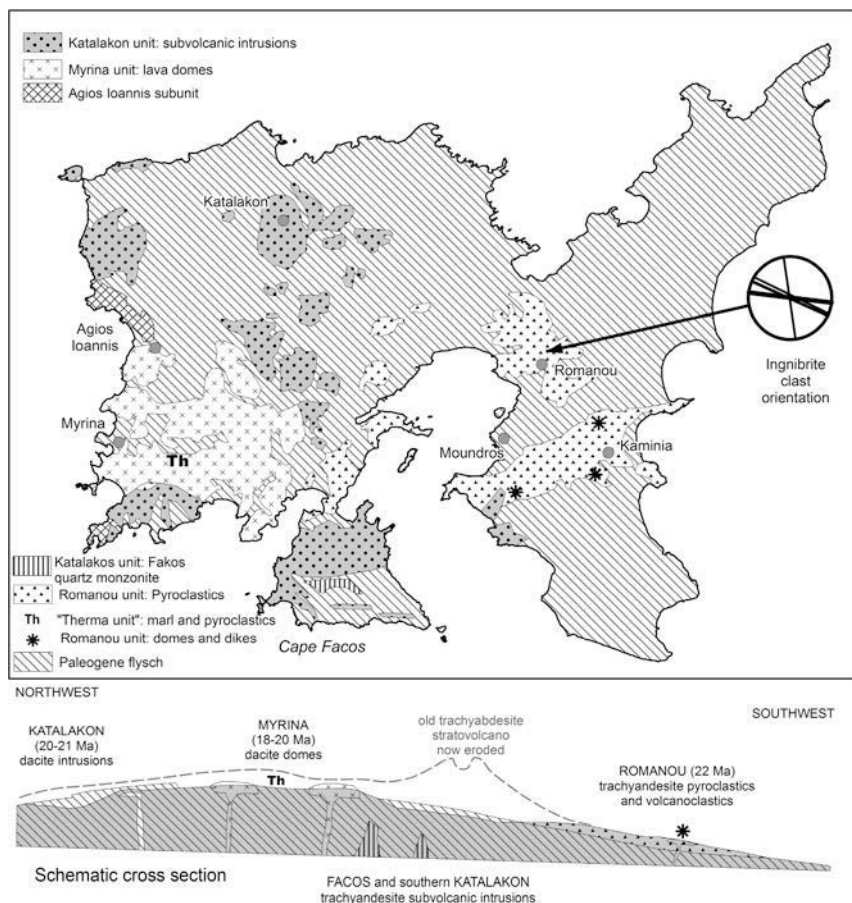 Katalakon unit: subvolcanic intrusions
Myrina unit: lava domes
Agios Ioannis subunit
Katalakon
Agios
Ioannis
Romanou
Ingnibrite
clast
orientation
Myrina
Th
Moundros
Kaminia
Katalakos unit: Fakos
quartz monzonite
Romanou unit: Pyroclastics
Th "Therma unit": marl and pyroclastics
Romanou unit: domes and dikes
Cape Facos
Paleogene flysch
NORTHWEST
SOUTHWEST
KATALAKON
(20-21 Ma)
dacite intrusions
MYRINA
(18-20 Ma)
dacite domes
Th
old trachyabdesite
stratovolcano
now eroded
ROMANOU (22 Ma)
trachyandesite pyroclastics
and volcanoclastics
Schematic cross section
FACOS and southern KATALAKON
trachyandesite subvolcanic intrusions